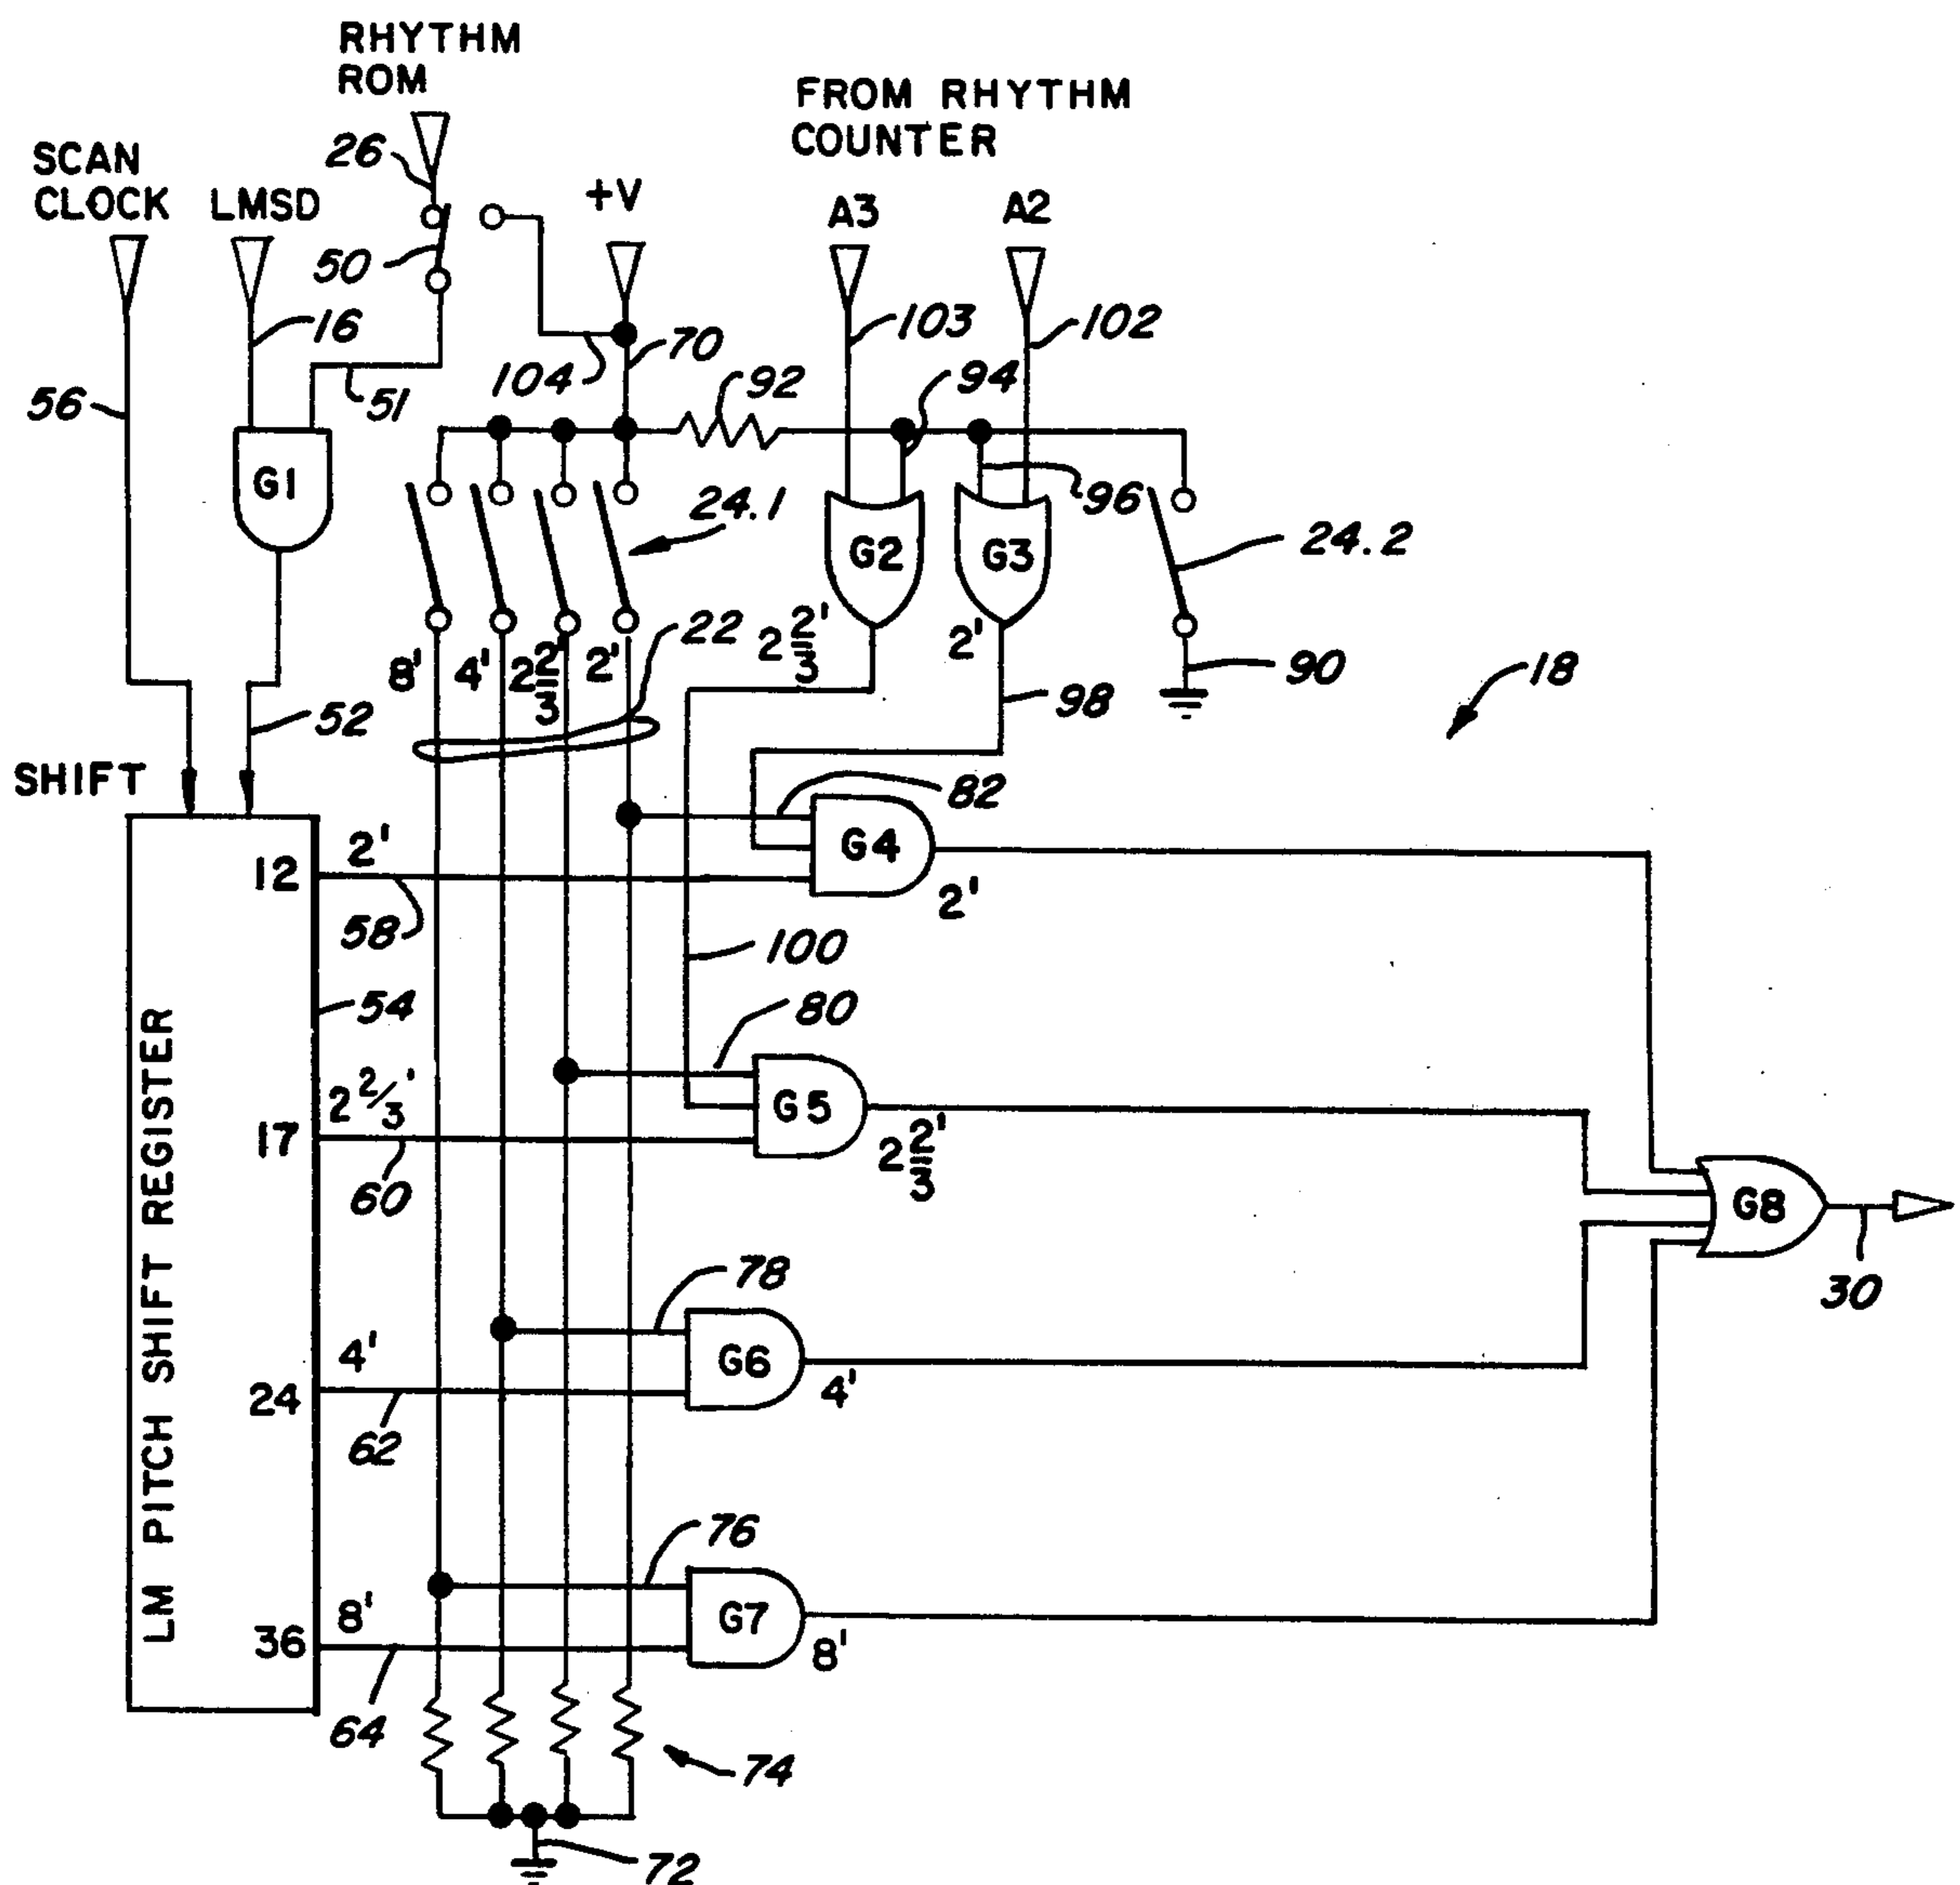 RHYTHM
ROM
FROM RHYTHM
COUNTER
SCAN
CLOCK
LMSD
26
+V
A3
A2
50
16
103
102
70
104
92
94
56
51
G1
24.1
G2
G3
96
24.2
22
2 2/3'
2'
8'
4'
2 2/3'
2'
90
18
52
98
SHIFT
82
12
2'
G4
2'
58
100
54
80
2 2/3'
17
G5
2 2/3'
60
G8
30
78
4'
24
G6
4'
62
76
8'
36
G7
8'
64
74
72
LM PITCH SHIFT REGISTER